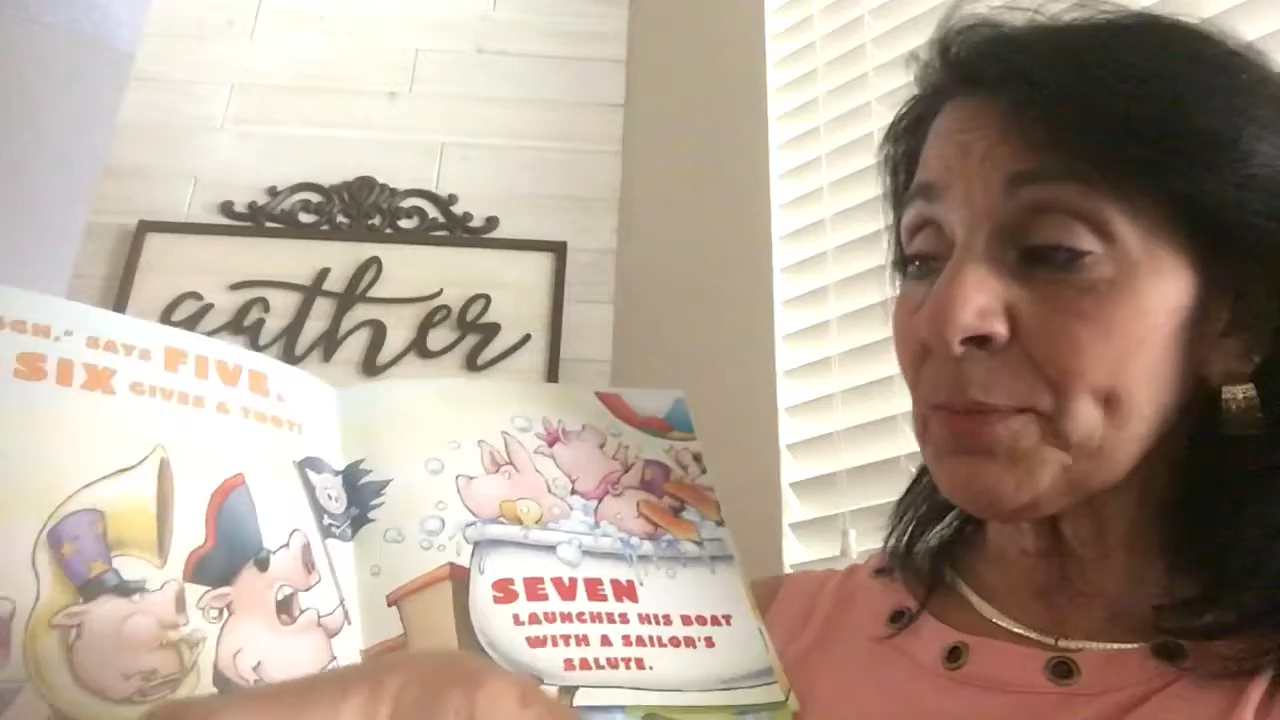 gather
SAYS FIVE.
SIX GIVES A TOOT!
SEVEN
LAUNCHES HIS BOAT
WITH A SAILOR'S
SALUTE.